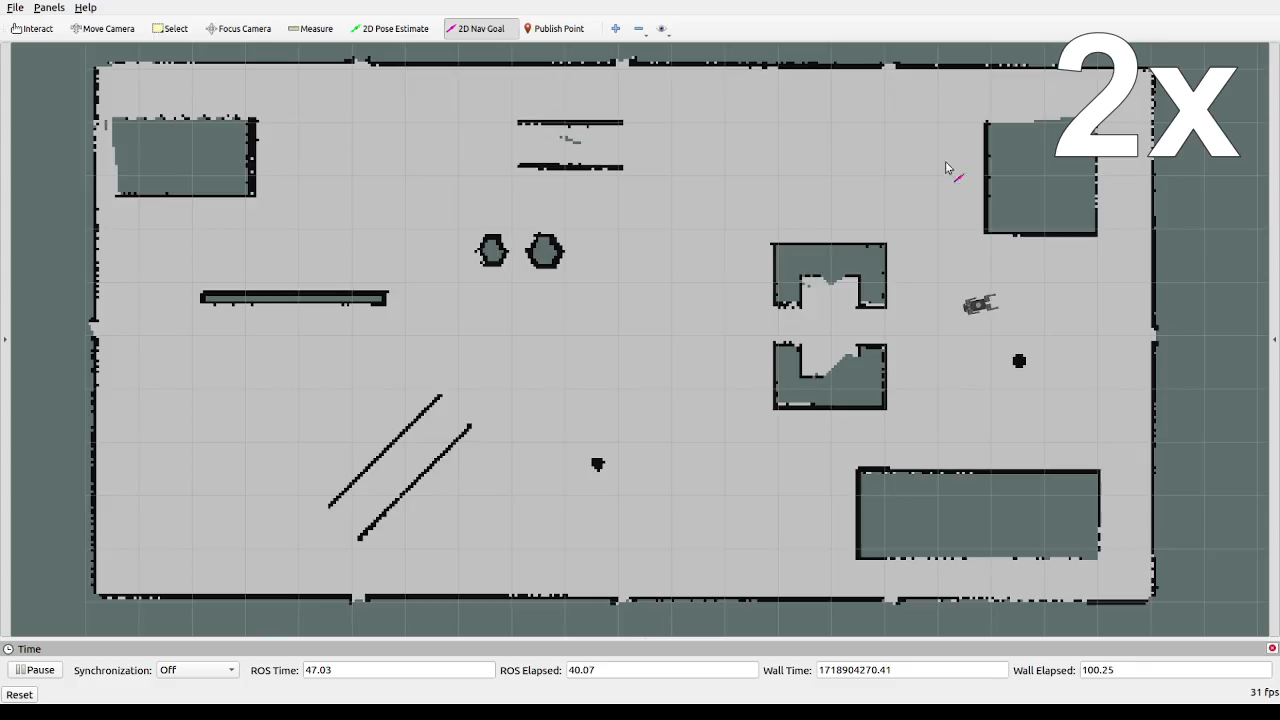 File Panels Help
Interact Move Camera Select Focus Camera Measure 2D Pose Estimate 2D Nav Goal Publish Point
2x
Time
Pause Synchronization: Off ROS Time: 47.03 ROS Elapsed: 40.07 Wall Time: 1718904270.41 Wall Elapsed: 100.25
Reset 31 fps